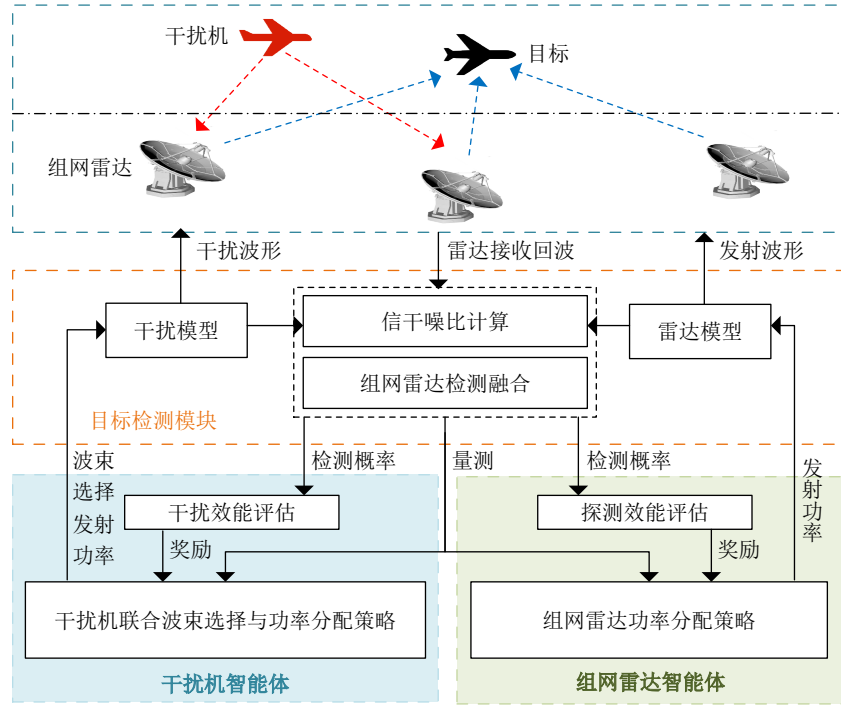 干扰机
目标
组网雷达
干扰波形
雷达接收回波
发射波形
干扰模型
信干噪比计算
雷达模型
组网雷达检测融合
目标检测模块
波束
选择
发射
功率
检测概率
量测
检测概率
发射功率
干扰效能评估
探测效能评估
奖励
奖励
干扰机联合波束选择与功率分配策略
组网雷达功率分配策略
干扰机智能体
组网雷达智能体